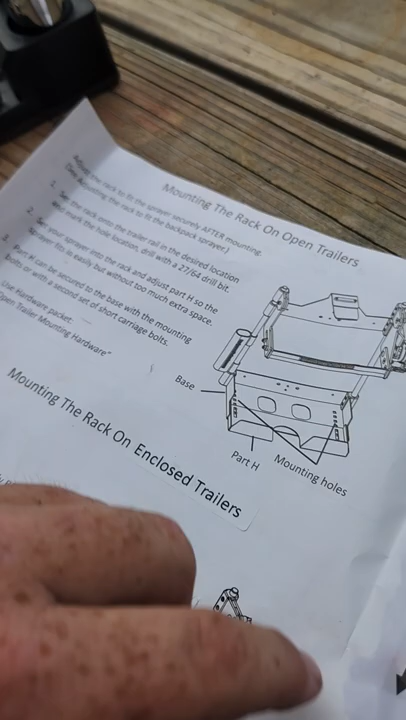 Mounting The Rack On Open Trailers
Adjust the rack to fit the sprayer securely AFTER mounting.
(See Adjusting the rack to fit the backpack sprayer.)
1. Set the rack onto the trailer rail in the desired location
and mark the hole location, drill with a 27/64 drill bit.
2. Set your sprayer into the rack and adjust part H so the
sprayer fits in easily but without too much extra space.
3. Part H can be secured to the base with the mounting
bolts or with a second set of short carriage bolts.
Use Hardware packet:
Open Trailer Mounting Hardware"
Base
Part H
Mounting holes
Mounting The Rack On Enclosed Trailers